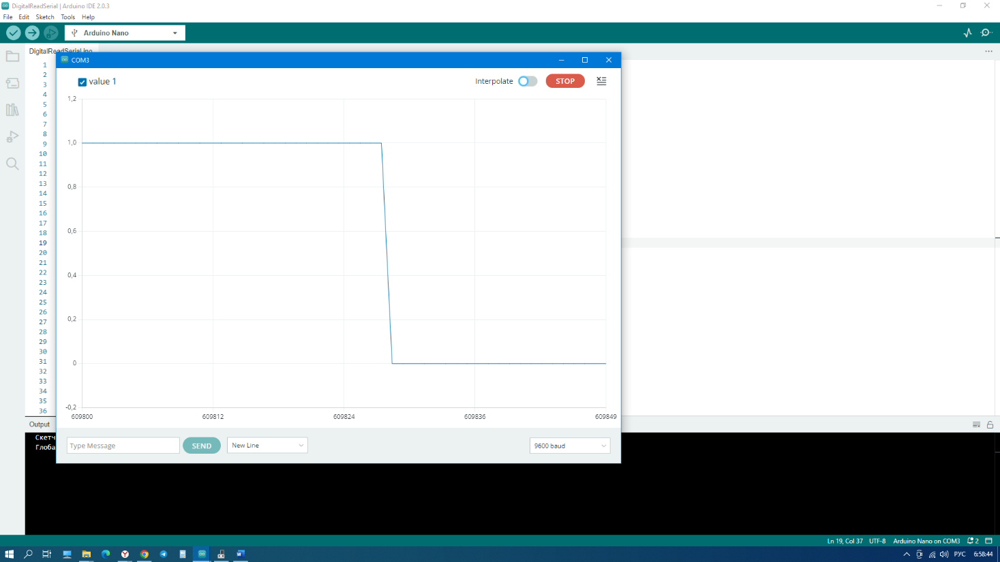 DigitalReadSerial | Arduino IDE 2.0.3
File Edit Sketch Tools Help
Arduino Nano
DigitalReadSerial.ino
COM3
value 1
Interpolate
STOP
1,2
1,0
0,8
0,6
0,4
0,2
0
-0,2
609800 609812 609824 609836 609849
Type Message
SEND
New Line
9600 baud
1
2
3
4
5
6
7
8
9
10
11
12
13
14
15
16
17
18
19
20
21
22
23
24
25
26
27
28
29
30
31
32
33
34
35
36
Output
Скетч
Глоба
Ln 19, Col 37 UTF-8 Arduino Nano on COM3 2
РУС 6:58:44